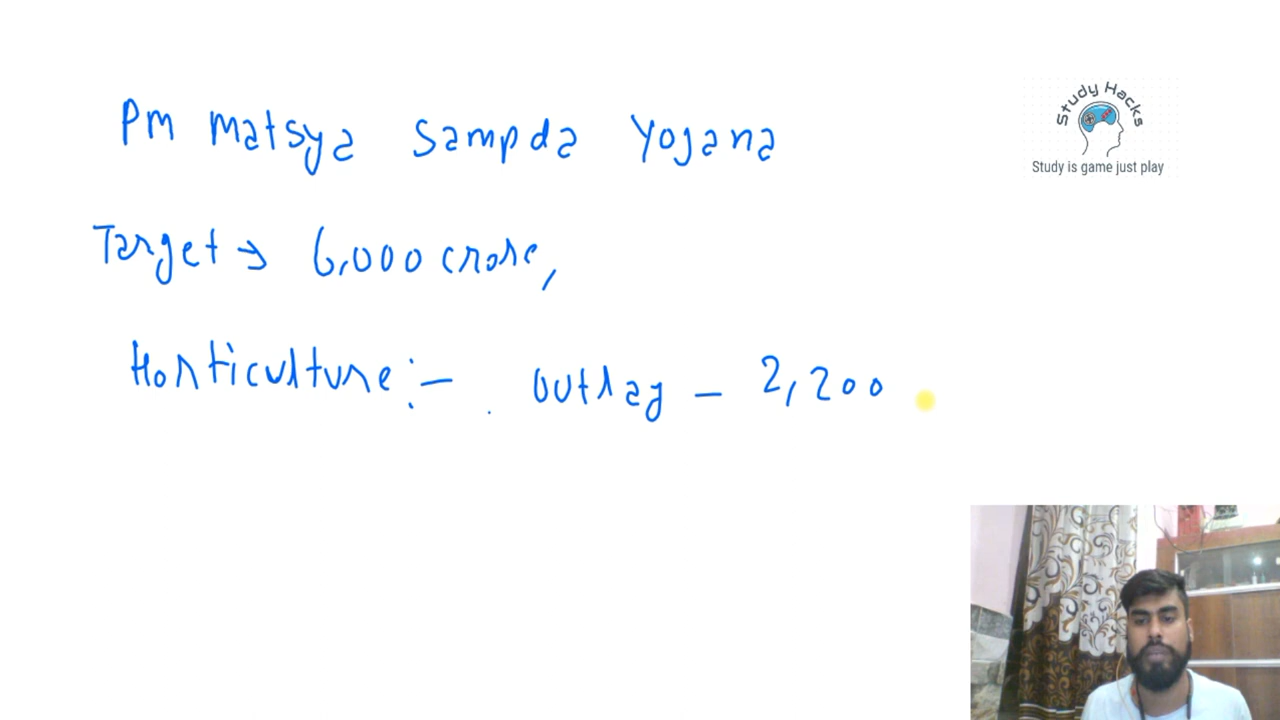 Study Hacks
Study is game just play
Pm matsya Sampda Yojana
Target → 6,000 crore,
Horticulture :- outlay - 2,200